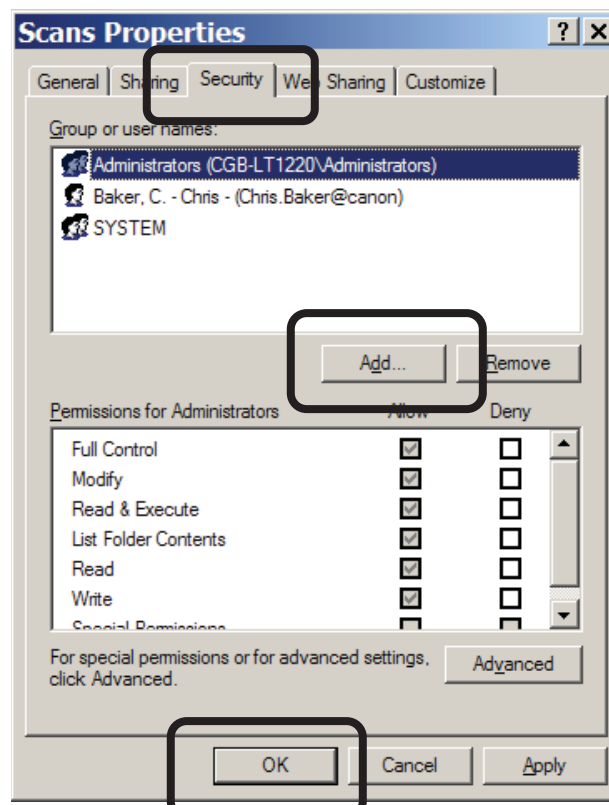 Scans Properties ? X
General Sharing Security Web Sharing Customize
Group or user names:
Administrators (CGB-LT1220\Administrators)
Baker, C. - Chris - (Chris.Baker@canon)
SYSTEM
Add... Remove
Permissions for Administrators Allow Deny
Full Control
Modify
Read & Execute
List Folder Contents
Read
Write
Special Permissions
For special permissions or for advanced settings,
click Advanced.
Advanced
OK Cancel Apply